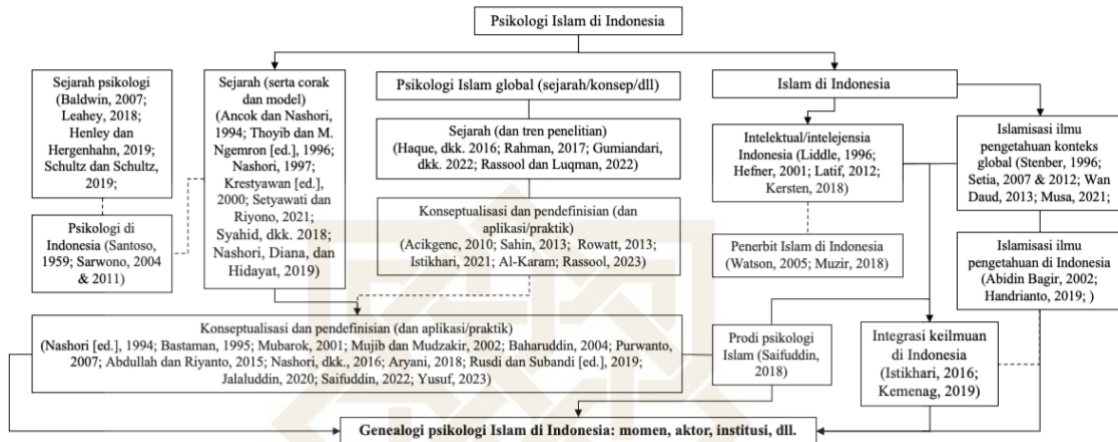 Psikologi Islam di Indonesia
Sejarah psikologi
(Baldwin, 2007;
Leahey, 2018;
Henley dan
Hergenhahn, 2019;
Schultz dan Schultz,
2019;
Psikologi di
Indonesia (Santoso,
1959; Sarwono, 2004
& 2011)
Sejarah (serta corak
dan model)
(Ancok dan Nashori,
1994; Thoyib dan M.
Ngemron [ed.], 1996;
Nashori, 1997;
Krestyawan [ed.],
2000; Setyawati dan
Riyono, 2021;
Syahid, dkk. 2018;
Nashori, Diana, dan
Hidayat, 2019)
Psikologi Islam global (sejarah/konsep/dll)
Sejarah (dan tren penelitian)
(Haque, dkk. 2016; Rahman, 2017; Gumiandari,
dkk. 2022; Rassool dan Luqman, 2022)
Konseptualisasi dan pendefinisian (dan
aplikasi/praktik)
(Acikgenc, 2010; Sahin, 2013; Rowatt, 2013;
Istikhari, 2021; Al-Karam; Rassool, 2023)
Islam di Indonesia
Intelektual/intelejensia
Indonesia (Liddle, 1996;
Hefner, 2001; Latif, 2012;
Kersten, 2018)
Penerbit Islam di Indonesia
(Watson, 2005; Muzir, 2018)
Islamisasi ilmu
pengetahuan konteks
global (Stenber, 1996;
Setia, 2007 & 2012; Wan
Daud, 2013; Musa, 2021;
Islamisasi ilmu
pengetahuan di Indonesia
(Abidin Bagir, 2002;
Handrianto, 2019; )
Konseptualisasi dan pendefinisian (dan aplikasi/praktik)
(Nashori [ed.], 1994; Bastaman, 1995; Mubarok, 2001; Mujib dan Mudzakir, 2002; Baharuddin, 2004; Purwanto,
2007; Abdullah dan Riyanto, 2015; Nashori, dkk., 2016; Aryani, 2018; Rusdi dan Subandi [ed.], 2019;
Jalaluddin, 2020; Saifuddin, 2022; Yusuf, 2023)
Prodi psikologi
Islam (Saifuddin,
2018)
Integrasi keilmuan
di Indonesia
(Istikhari, 2016;
Kemenag, 2019)
Genealogi psikologi Islam di Indonesia: momen, aktor, institusi, dll.